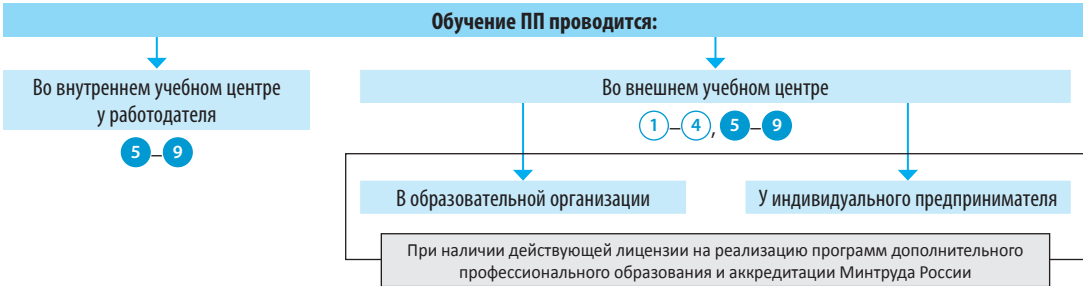 Обучение ПП проводится:
Во внутреннем учебном центре
у работодателя
5–9
Во внешнем учебном центре
1–4, 5–9
В образовательной организации
У индивидуального предпринимателя
При наличии действующей лицензии на реализацию программ дополнительного
профессионального образования и аккредитации Минтруда России